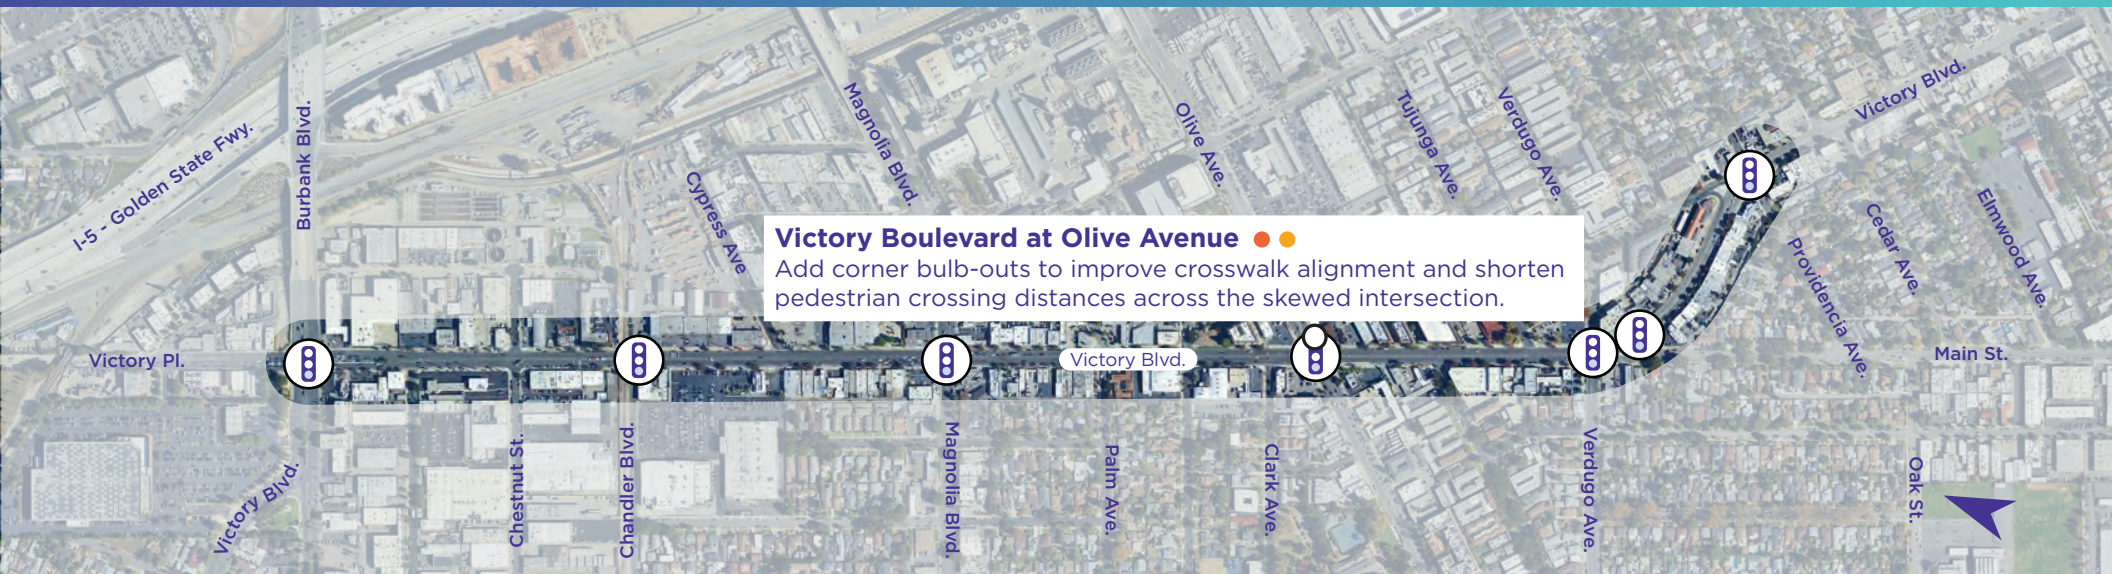 Victory Blvd.
Burbank Blvd.
Magnolia Blvd.
Olive Ave.
Tujunga Ave.
Verdugo Ave.
I-5 - Golden State Fwy.
Cypress Ave
Victory Boulevard at Olive Avenue
Add corner bulb-outs to improve crosswalk alignment and shorten
pedestrian crossing distances across the skewed intersection.
Providencia Ave.
Cedar Ave.
Elmwood Ave.
Victory Pl.
Victory Blvd.
Main St.
Victory Blvd.
Chestnut St.
Chandler Blvd.
Magnolia Blvd.
Palm Ave.
Clark Ave.
Verdugo Ave.
Oak St.